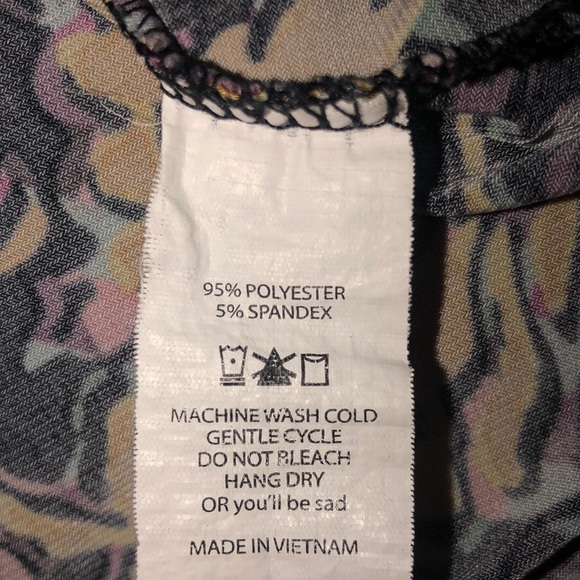 95% POLYESTER
5% SPANDEX
MACHINE WASH COLD
GENTLE CYCLE
DO NOT BLEACH
HANG DRY
OR you'll be sad
MADE IN VIETNAM